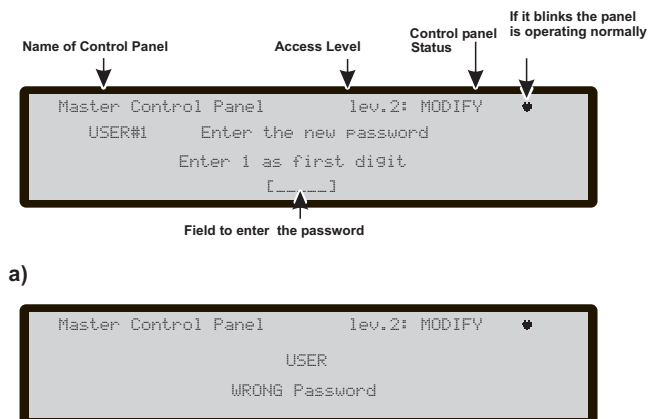 If it blinks the panel
is operating normally
Name of Control Panel Access Level Control panel
Status
Master Control Panel lev.2: MODIFY
USER#1 Enter the new password
Enter 1 as first digit
[_____]
Field to enter the password
a)
Master Control Panel lev.2: MODIFY
USER
WRONG Password